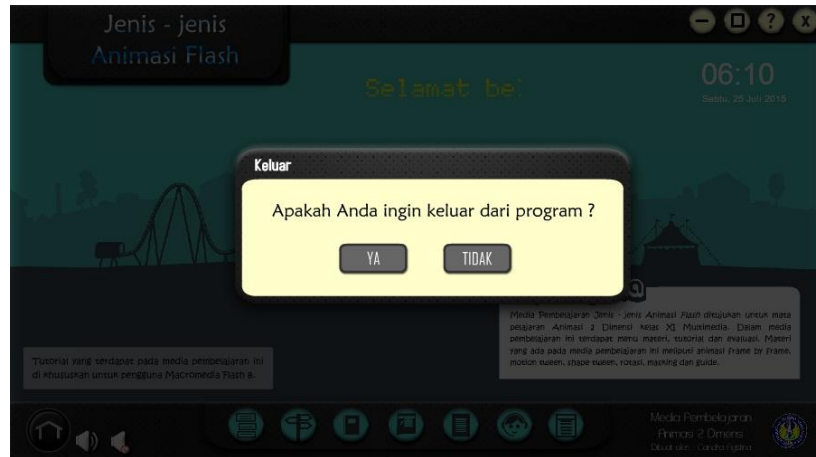 Jenis - jenis
Animasi Flash
Selamat be
06:10
Sabtu, 25 Juli 2015
Keluar
Apakah Anda ingin keluar dari program ?
YA
TIDAK
Media Pembelajaran Jenis - jenis Animasi Flash ditujukan untuk mata
pelajaran Animasi 2 Dimensi kelas XI Multimedia. Dalam media
pembelajaran ini terdapat menu materi, tutorial dan evaluasi. Materi
yang ada pada media pembelajaran ini meliputi animasi frame by frame,
motion tween, shape tween, rotasi, masking dan guide.
Tutorial yang terdapat pada media pembelajaran ini
di khususkan untuk pengguna Macromedia Flash 8.
Media Pembelajaran
Animasi 2 Dimensi
Dibuat oleh : Candra